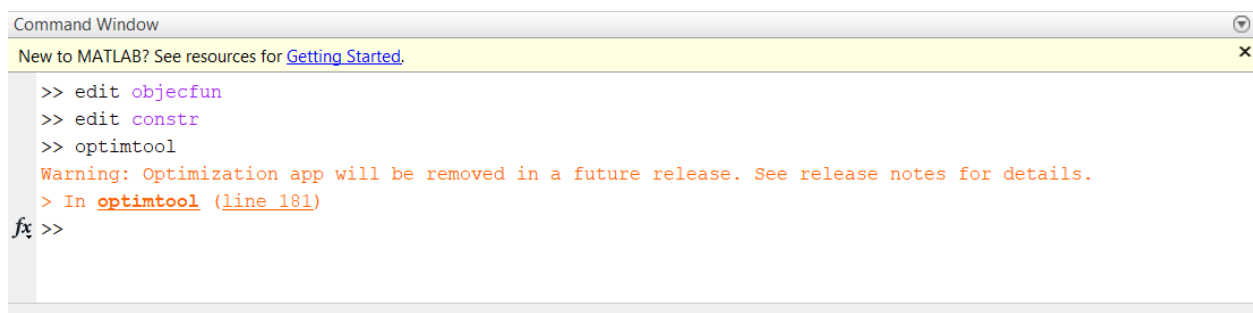 Command Window
New to MATLAB? See resources for Getting Started.
>> edit objecfun
>> edit constr
>> optimtool
Warning: Optimization app will be removed in a future release. See release notes for details.
> In optimtool (line 181)
fx >>